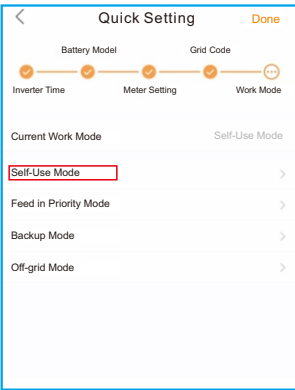 Quick Setting
Done
Battery Model
Grid Code
Inverter Time
Meter Setting
Work Mode
Current Work Mode
Self-Use Mode
Self-Use Mode
Feed in Priority Mode
Backup Mode
Off-grid Mode